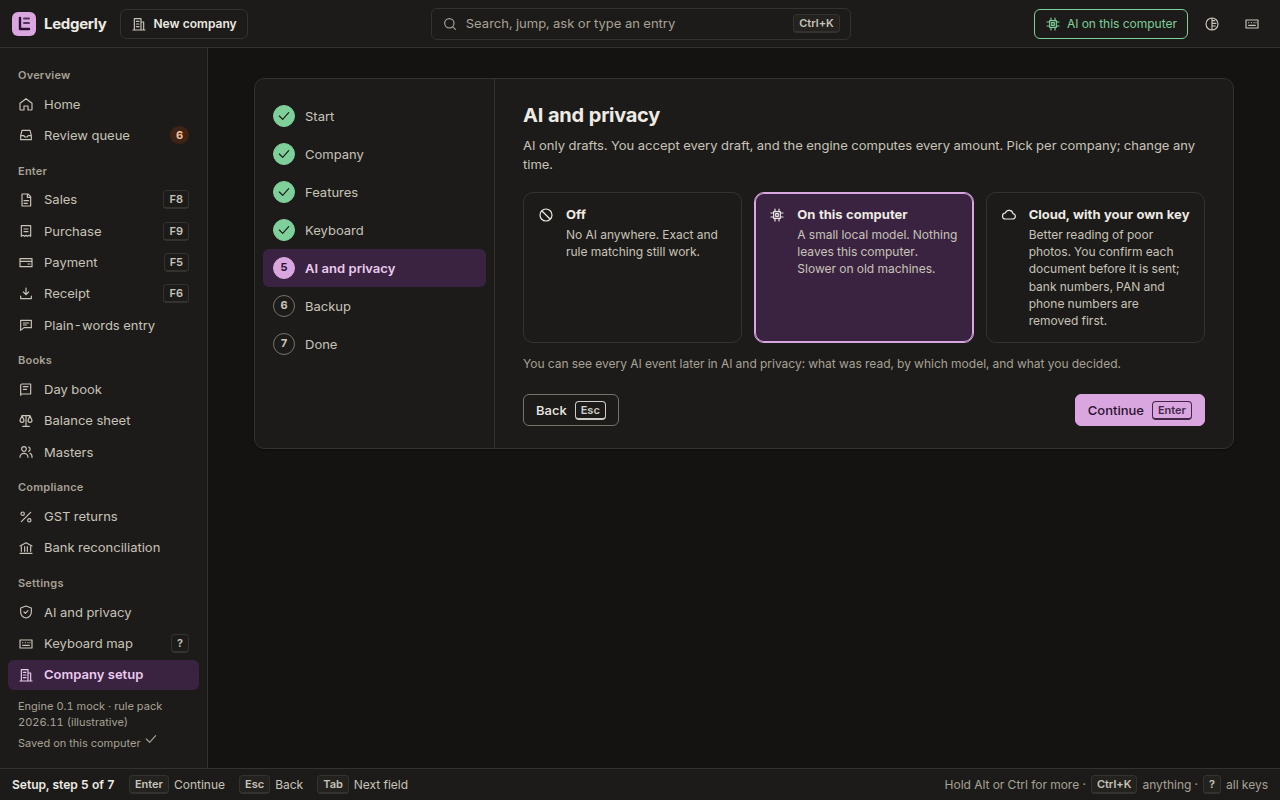 Ledgerly
New company
Search, jump, ask or type an entry
Ctrl+K
AI on this computer
Overview
Home
Review queue 6
Enter
Sales F8
Purchase F9
Payment F5
Receipt F6
Plain-words entry
Books
Day book
Balance sheet
Masters
Compliance
GST returns
Bank reconciliation
Settings
AI and privacy
Keyboard map ?
Company setup
Engine 0.1 mock · rule pack
2026.11 (illustrative)
Saved on this computer
Start
Company
Features
Keyboard
5 AI and privacy
6 Backup
7 Done
AI and privacy
AI only drafts. You accept every draft, and the engine computes every amount. Pick per company; change any
time.
Off
No AI anywhere. Exact and
rule matching still work.
On this computer
A small local model. Nothing
leaves this computer.
Slower on old machines.
Cloud, with your own key
Better reading of poor
photos. You confirm each
document before it is sent;
bank numbers, PAN and
phone numbers are
removed first.
You can see every AI event later in AI and privacy: what was read, by which model, and what you decided.
Back Esc
Continue Enter
Setup, step 5 of 7 Enter Continue Esc Back Tab Next field
Hold Alt or Ctrl for more · Ctrl+K anything · ? all keys